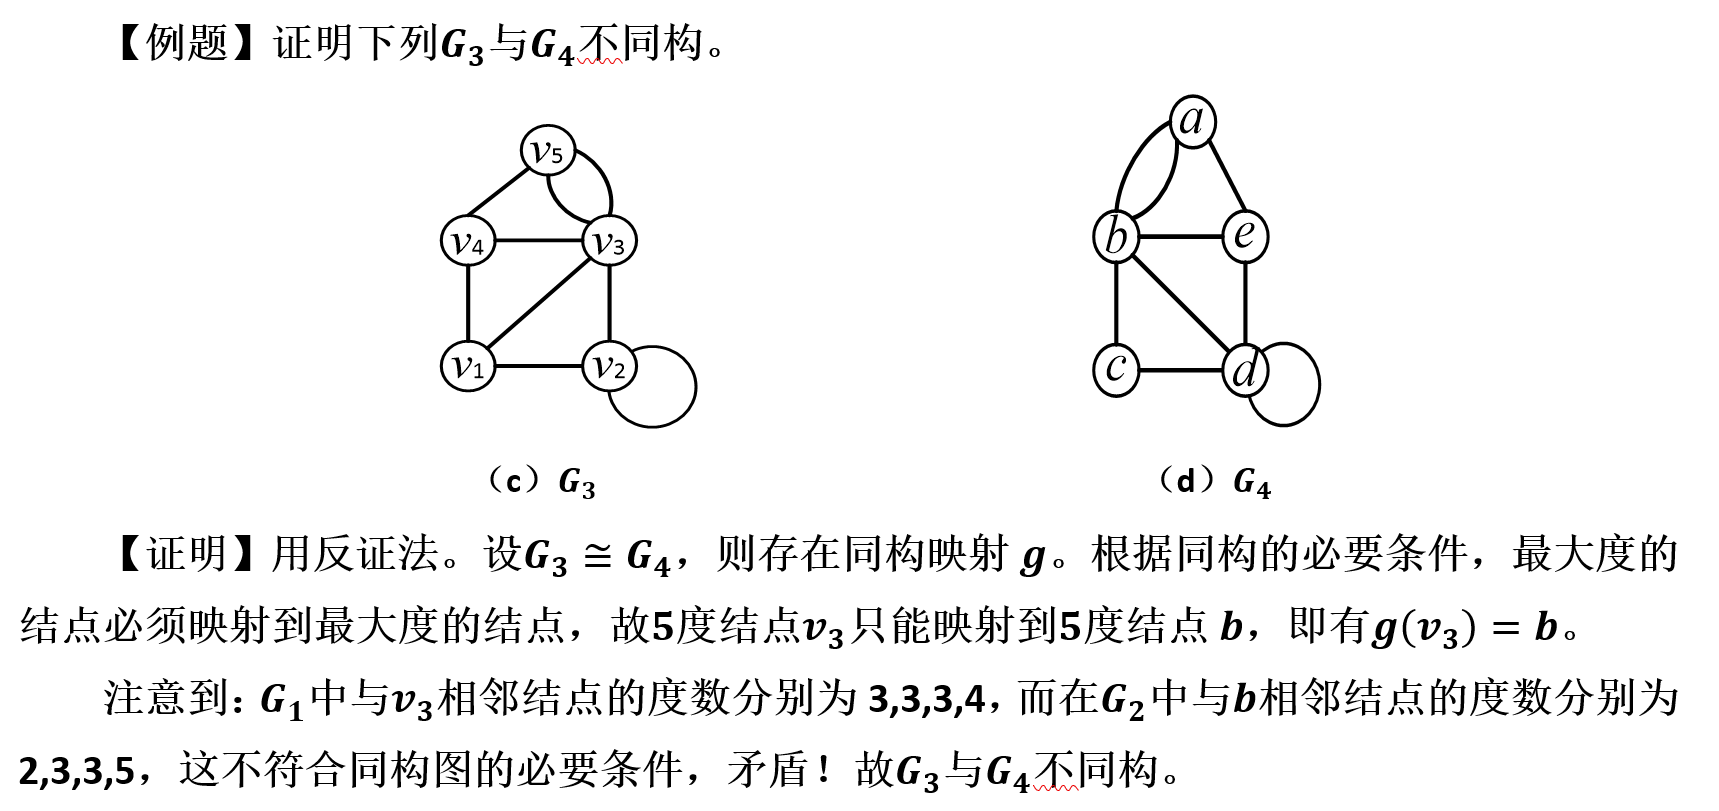 【例题】证明下列G₃与G₄不同构。
v₅
v₄
v₃
v₁
v₂
a
b
e
c
d
（c）G₃
（d）G₄
【证明】用反证法。设G₃ ≅ G₄，则存在同构映射 g。根据同构的必要条件，最大度的
结点必须映射到最大度的结点，故5度结点v₃只能映射到5度结点 b，即有g(v₃) = b。
注意到：G₁中与v₃相邻结点的度数分别为 3,3,3,4，而在G₂中与b相邻结点的度数分别为
2,3,3,5，这不符合同构图的必要条件，矛盾！故G₃与G₄不同构。